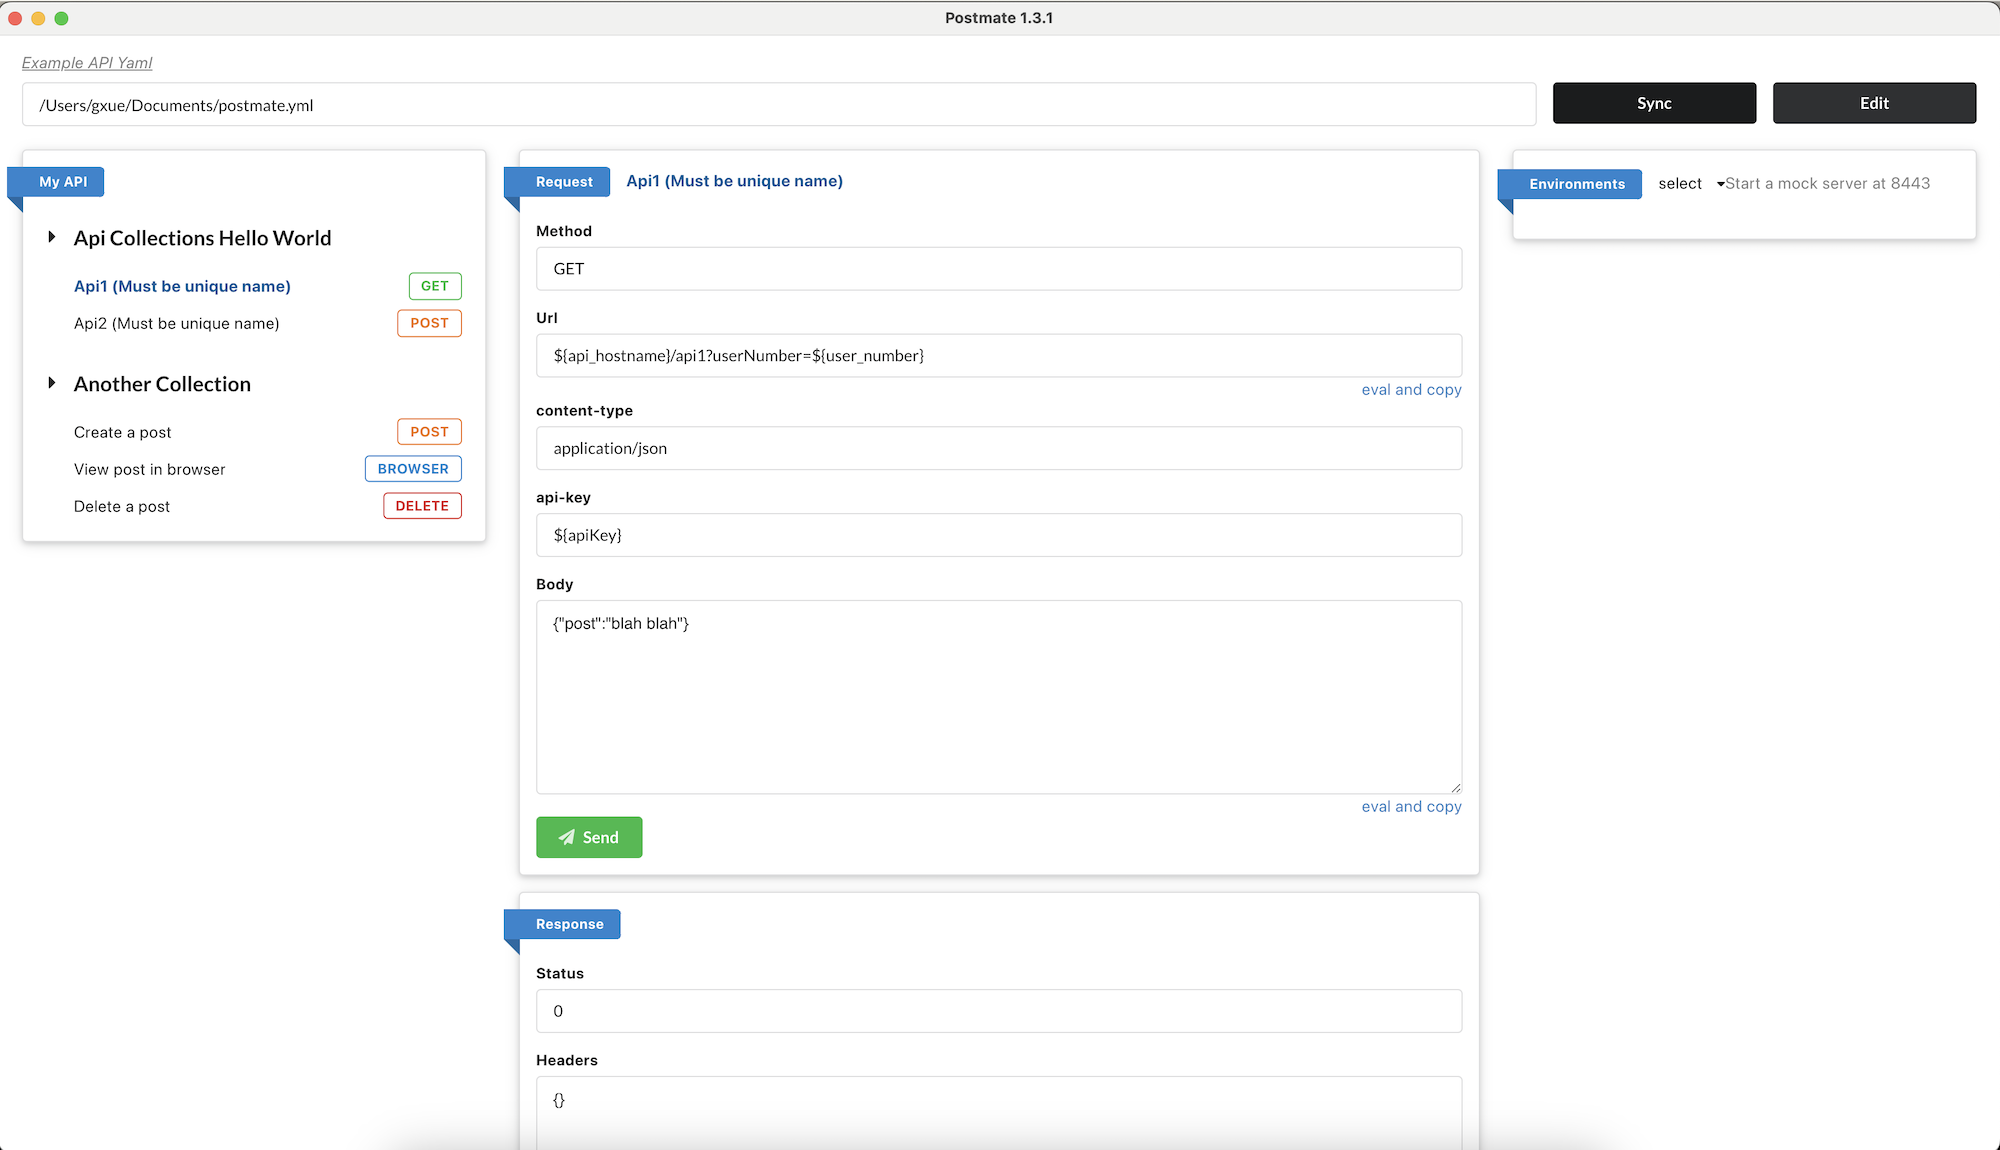 Postmate 1.3.1
Example API Yaml
/Users/gxue/Documents/postmate.yml
Sync
Edit
My API
Api Collections Hello World
Api1 (Must be unique name)
GET
Api2 (Must be unique name)
POST
Another Collection
Create a post
POST
View post in browser
BROWSER
Delete a post
DELETE
Request
Api1 (Must be unique name)
Method
GET
Url
${api_hostname}/api1?userNumber=${user_number}
eval and copy
content-type
application/json
api-key
${apiKey}
Body
{"post":"blah blah"}
eval and copy
Send
Response
Status
0
Headers
{}
Environments
select
Start a mock server at 8443